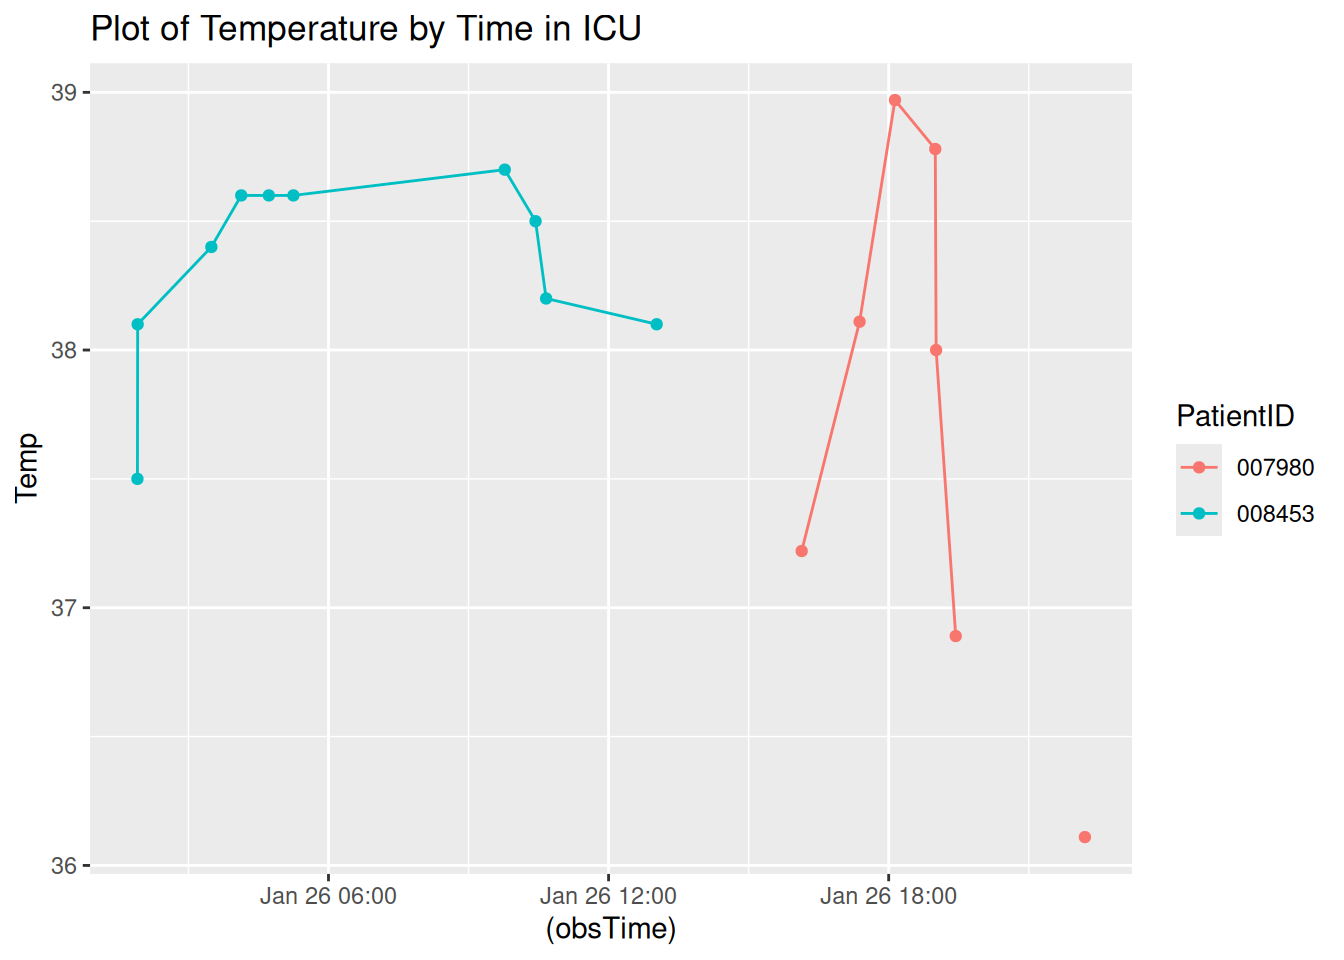 Plot of Temperature by Time in ICU
39
38
37
36
Temp
Jan 26 06:00
Jan 26 12:00
Jan 26 18:00
(obsTime)
PatientID
007980
008453